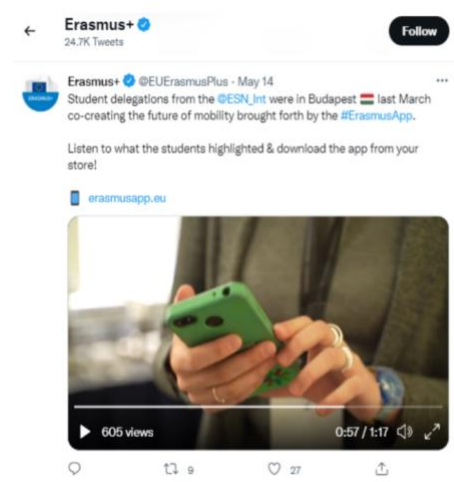 Erasmus+
24.7K Tweets
Follow
Erasmus+ @EUErasmusPlus · May 14
Student delegations from the @ESN_Int were in Budapest 🇭🇺 last March
co-creating the future of mobility brought forth by the #ErasmusApp.
Listen to what the students highlighted & download the app from your
store!
📱 erasmusapp.eu
605 views
0:57 / 1:17
9
27